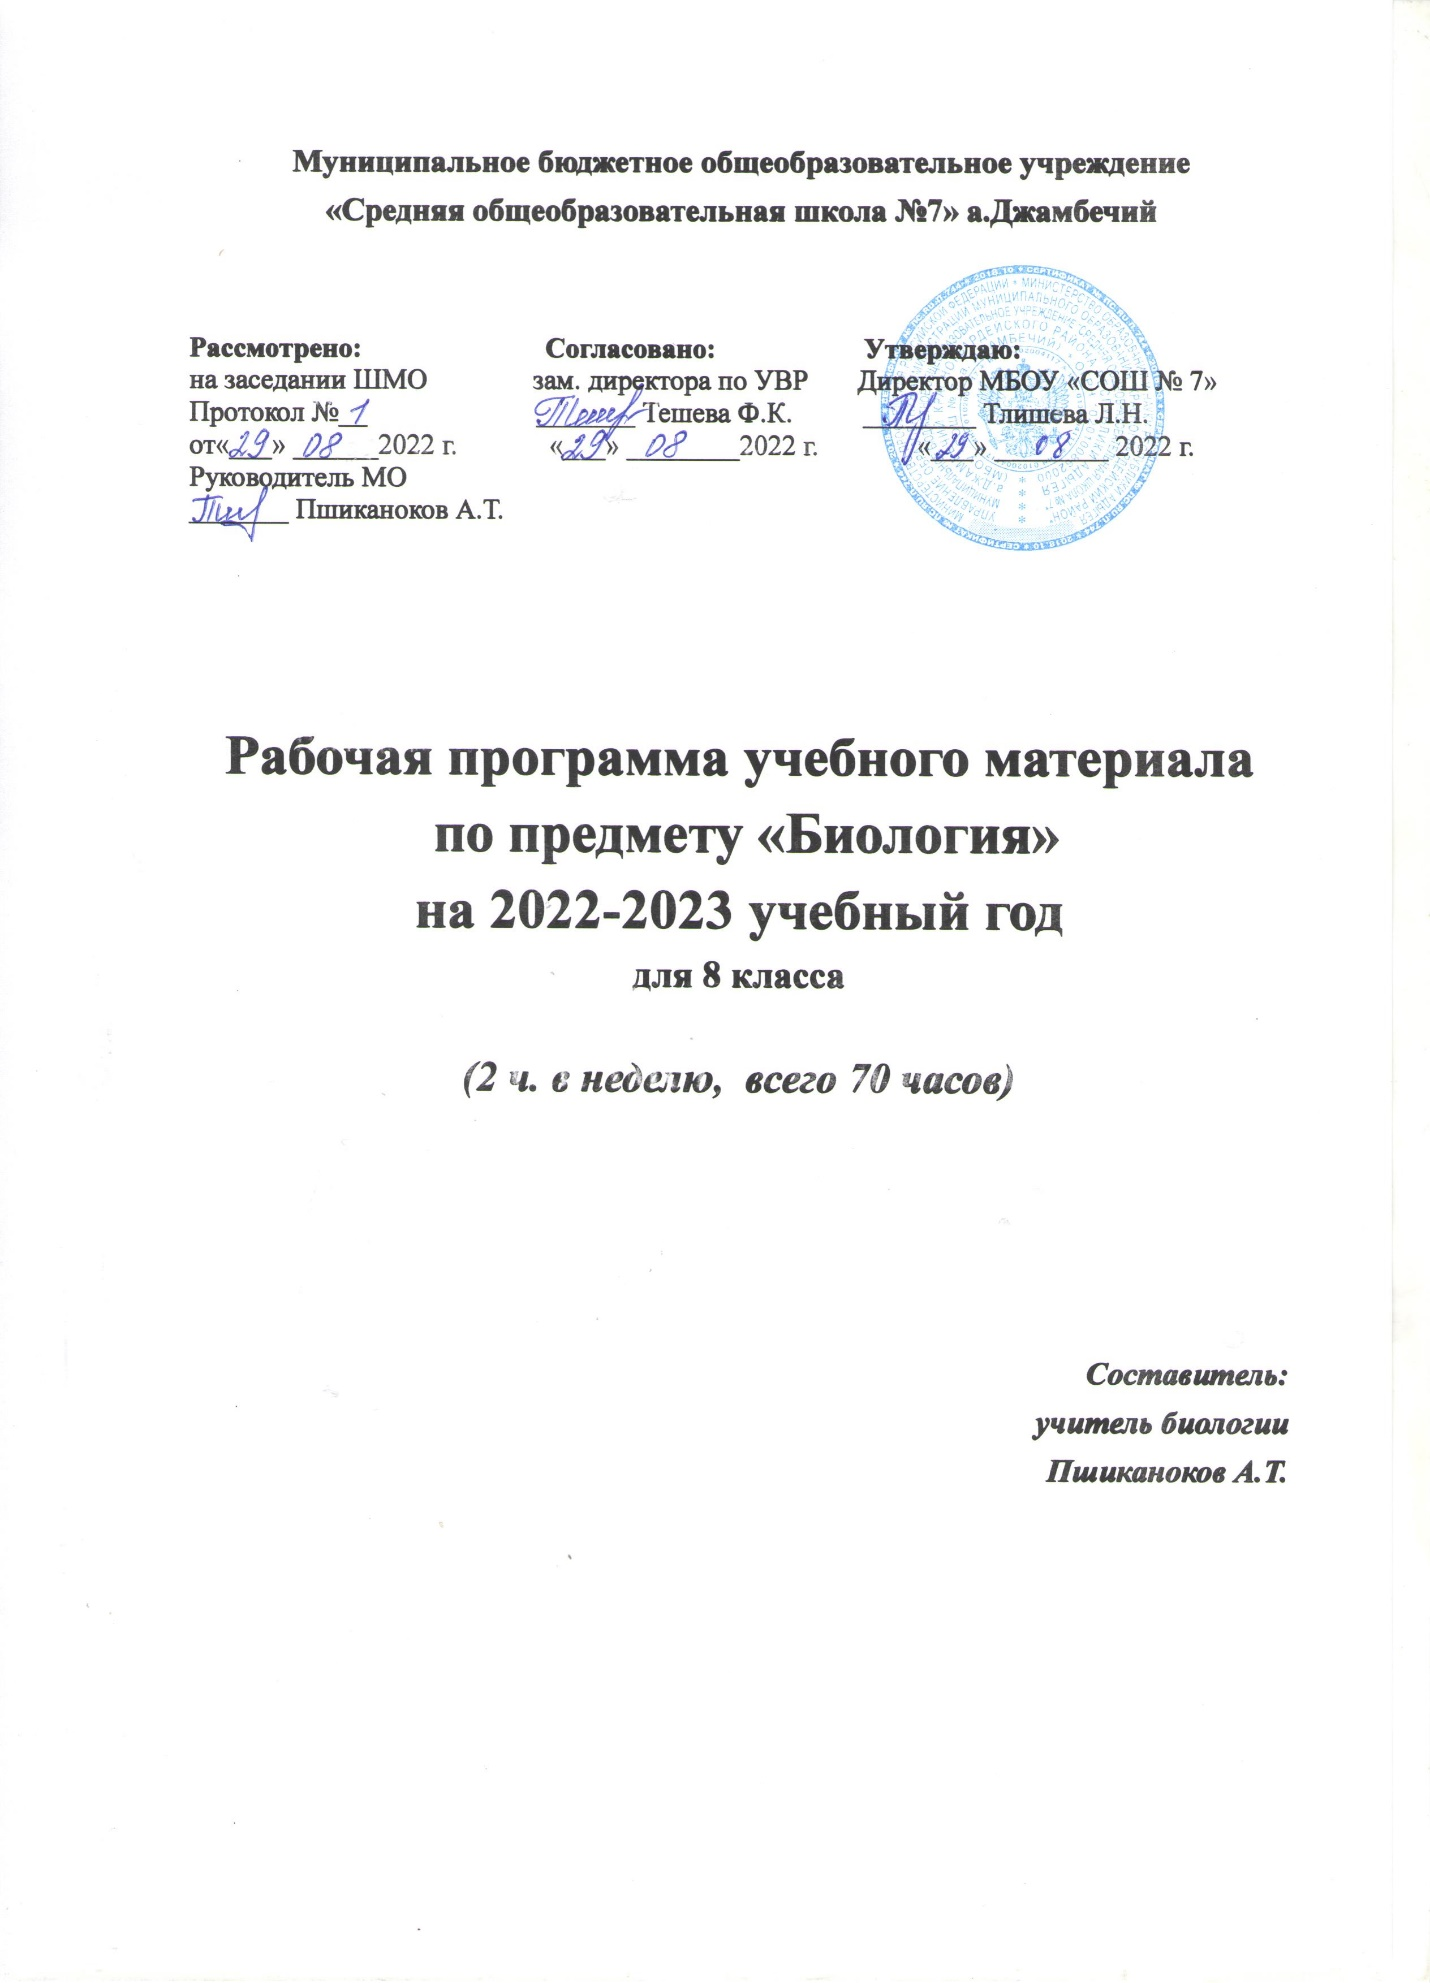 Муниципальное бюджетное общеобразовательное учреждение
«Средняя общеобразовательная школа №7» а.Джамбечий
Рассмотрено: Согласовано: Утверждаю:
на заседании ШМО зам. директора по УВР Директор МБОУ «СОШ № 7»
Протокол № 1 Тешева Ф.К. Тлишева Л.Н.
от«29» 08 2022 г. «29» 08 2022 г. «29» 08 2022 г.
Руководитель МО
Пшиканоков А.Т.
Рабочая программа учебного материала
по предмету «Биология»
на 2022-2023 учебный год
для 8 класса
(2 ч. в неделю, всего 70 часов)
Составитель:
учитель биологии
Пшиканоков А.Т.